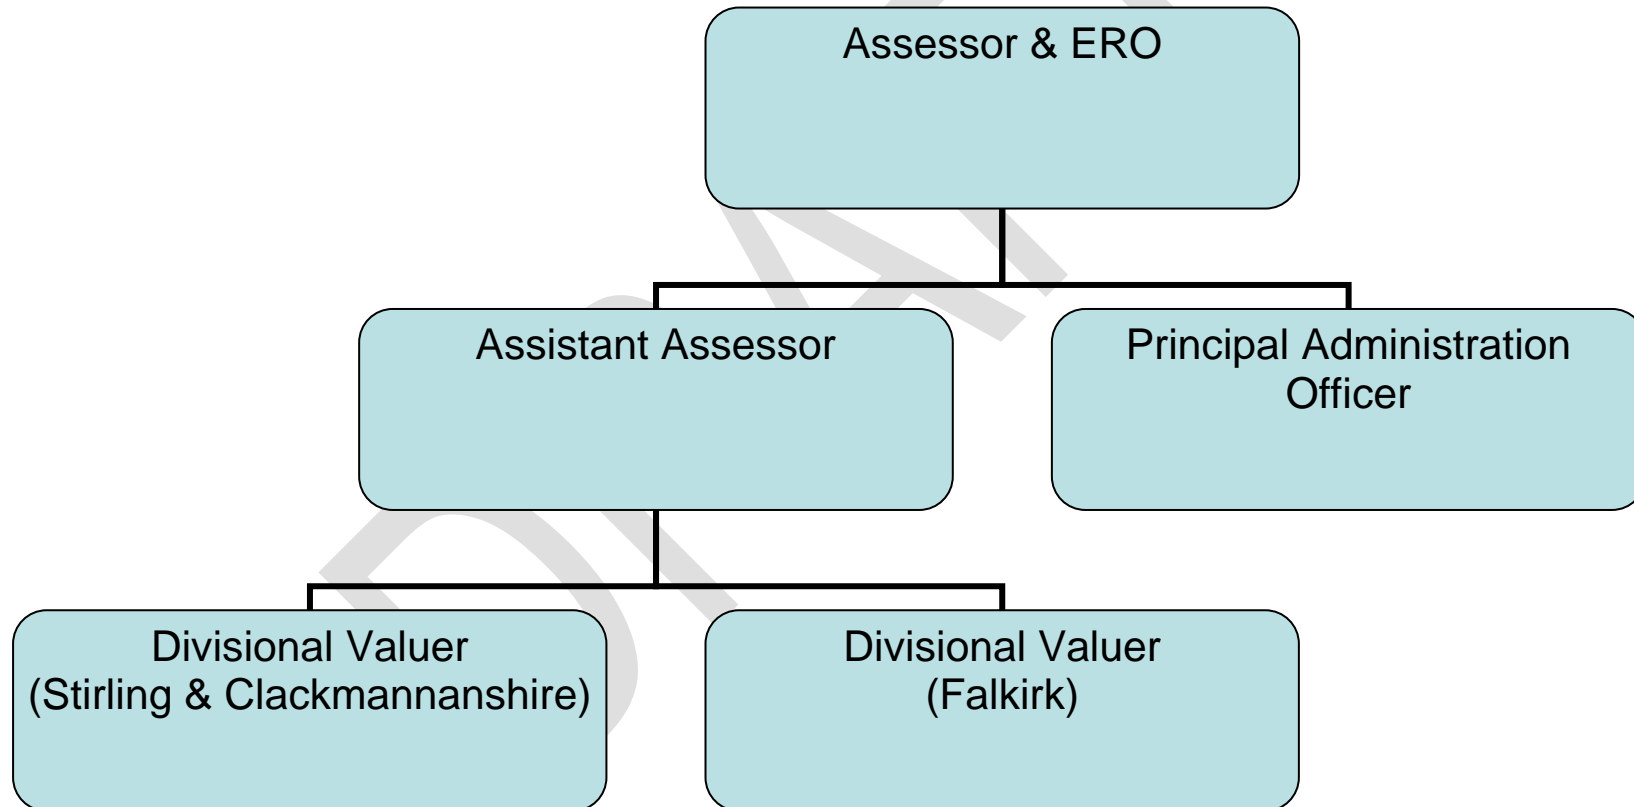 Assessor & ERO
Assistant Assessor
Principal Administration
Officer
Divisional Valuer
(Stirling & Clackmannanshire)
Divisional Valuer
(Falkirk)